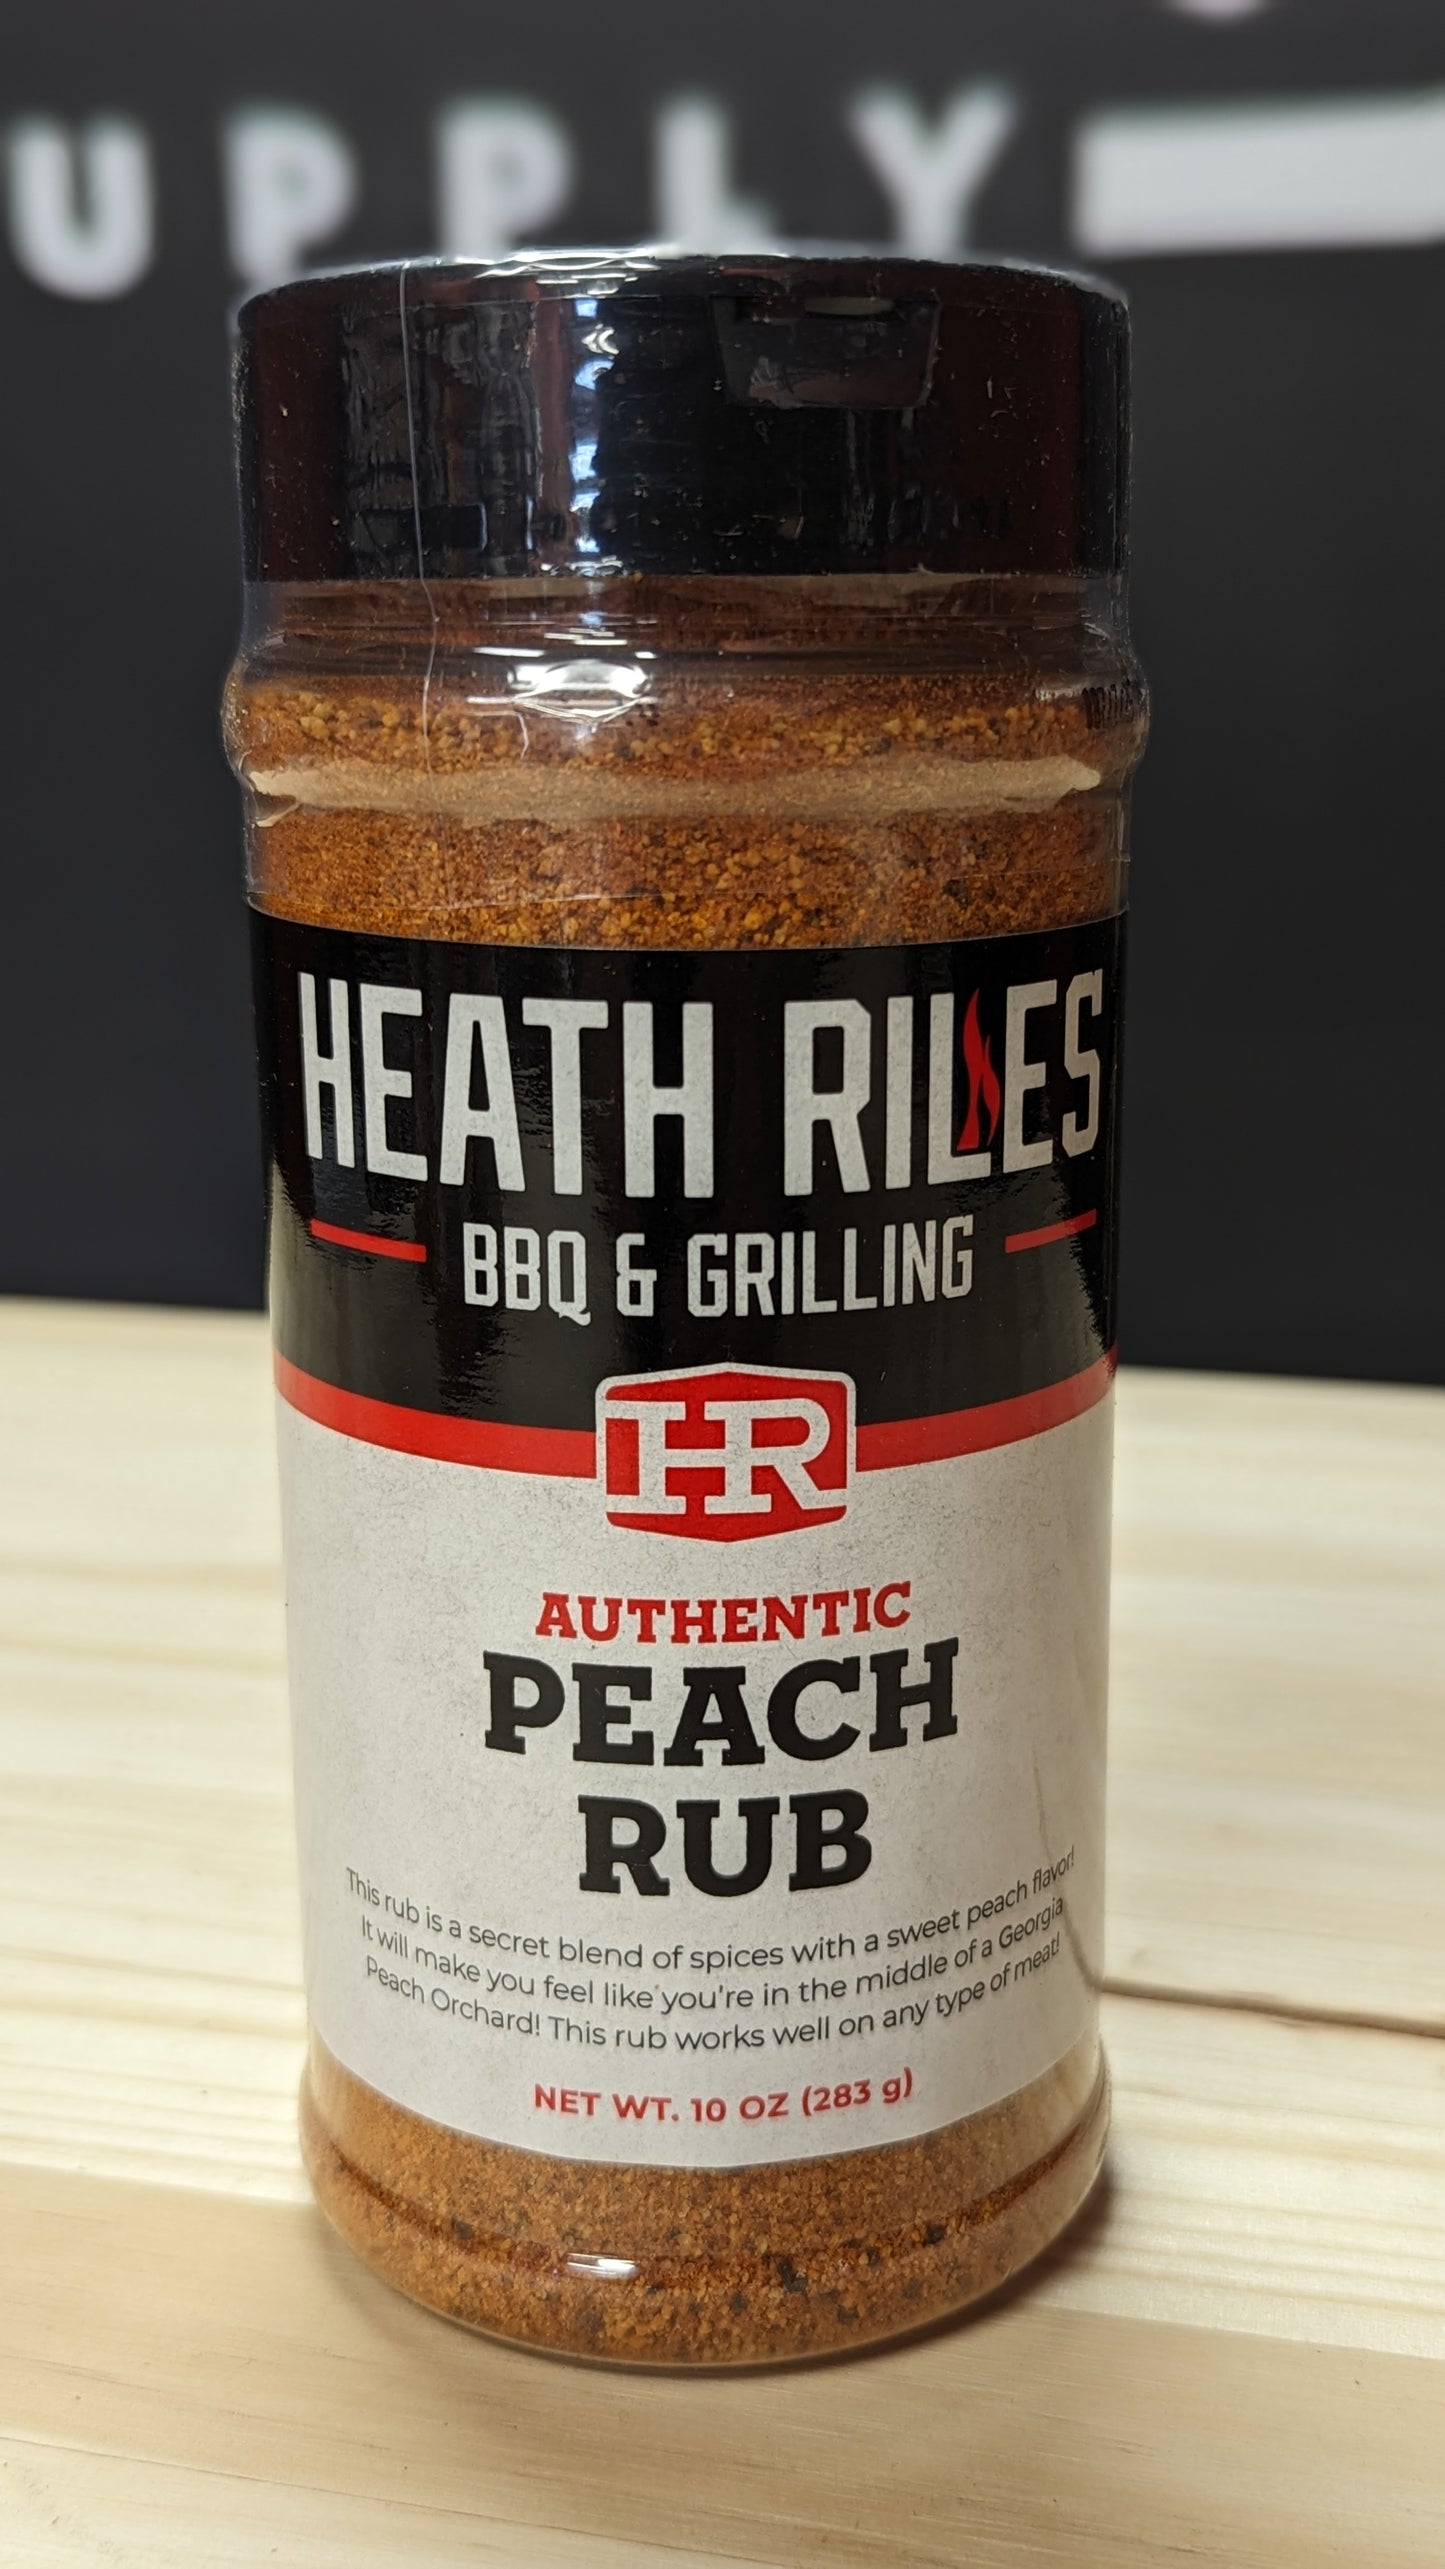 UPPLY
HEATH RILES
BBQ & GRILLING
HR
AUTHENTIC
PEACH
RUB
This rub is a secret blend of spices with a sweet peach flavor!
It will make you feel like you're in the middle of a Georgia
Peach Orchard! This rub works well on any type of meat!
NET WT. 10 OZ (283 g)